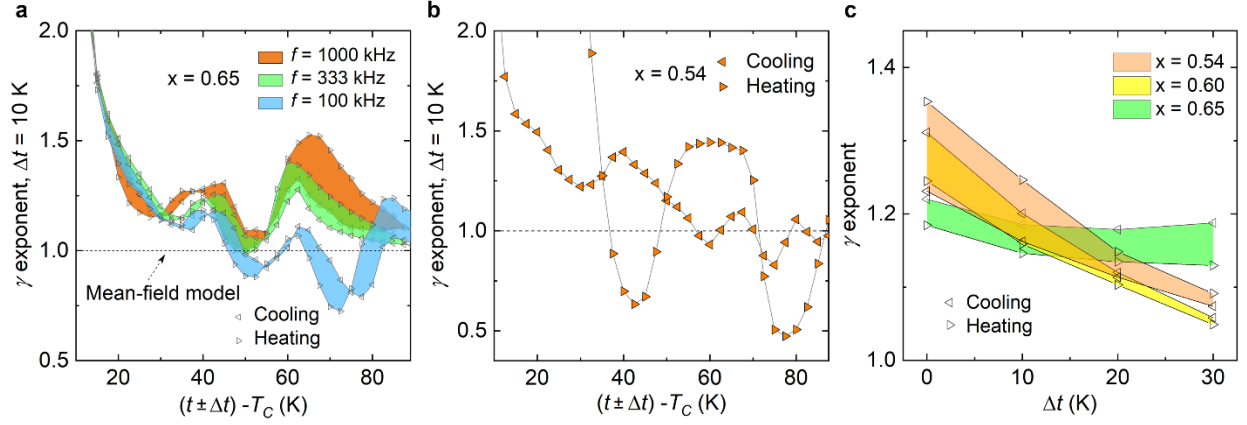 a
γ exponent, Δt = 10 K
2.0
1.5
1.0
0.5
x = 0.65
f = 1000 kHz
f = 333 kHz
f = 100 kHz
Mean-field model
Cooling
Heating
20 40 60 80
(t ± Δt) - T_C (K)
b
γ exponent, Δt = 10 K
2.0
1.5
1.0
0.5
x = 0.54
Cooling
Heating
20 40 60 80
(t ± Δt) - T_C (K)
c
γ exponent
1.4
1.2
1.0
x = 0.54
x = 0.60
x = 0.65
Cooling
Heating
0 10 20 30
Δt (K)